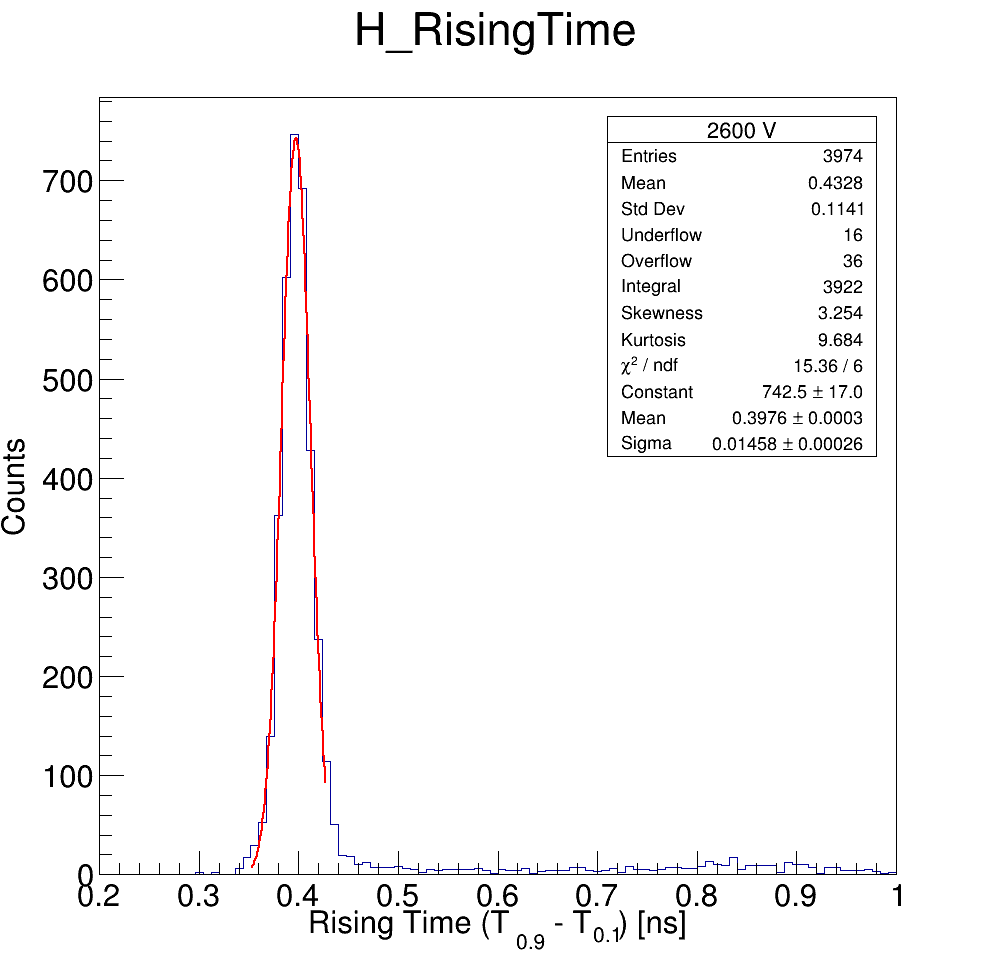 H_RisingTime
2600 V
Entries 3974
Mean 0.4328
Std Dev 0.1141
Underflow 16
Overflow 36
Integral 3922
Skewness 3.254
Kurtosis 9.684
χ² / ndf 15.36 / 6
Constant 742.5 ± 17.0
Mean 0.3976 ± 0.0003
Sigma 0.01458 ± 0.00026
Counts
700
600
500
400
300
200
100
0
0.2 0.3 0.4 0.5 0.6 0.7 0.8 0.9 1
Rising Time (T0.9 - T0.1) [ns]